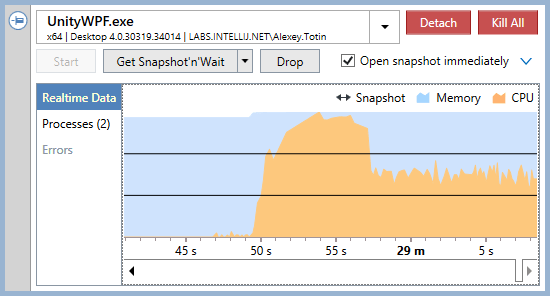 UnityWPF.exe
x64 | Desktop 4.0.30319.34014 | LABS.INTELLIJ.NET\Alexey.Totin
Detach
Kill All
Start
Get Snapshot'n'Wait
Drop
Open snapshot immediately
Realtime Data
Processes (2)
Errors
Snapshot
Memory
CPU
45 s
50 s
55 s
29 m
5 s